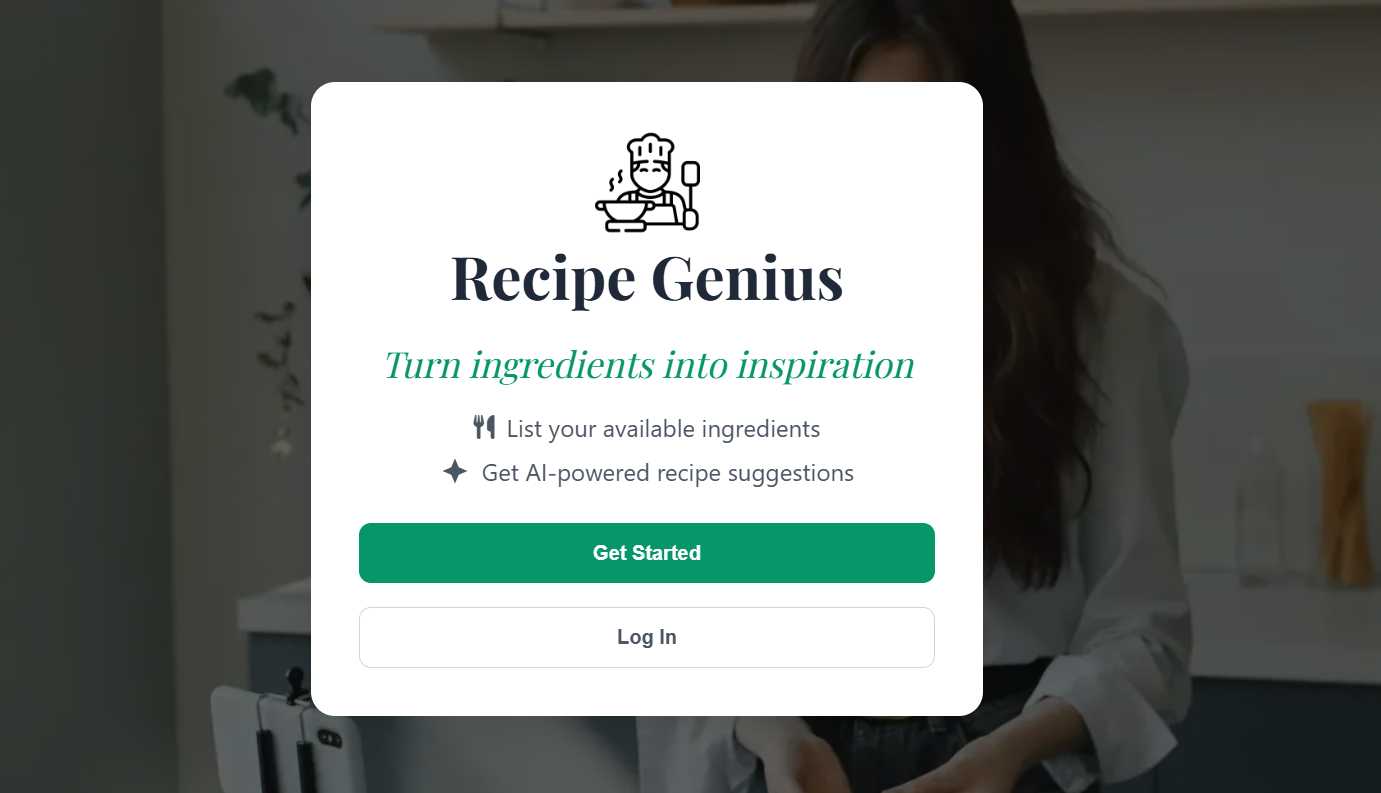 Recipe Genius
Turn ingredients into inspiration
List your available ingredients
Get AI-powered recipe suggestions
Get Started
Log In